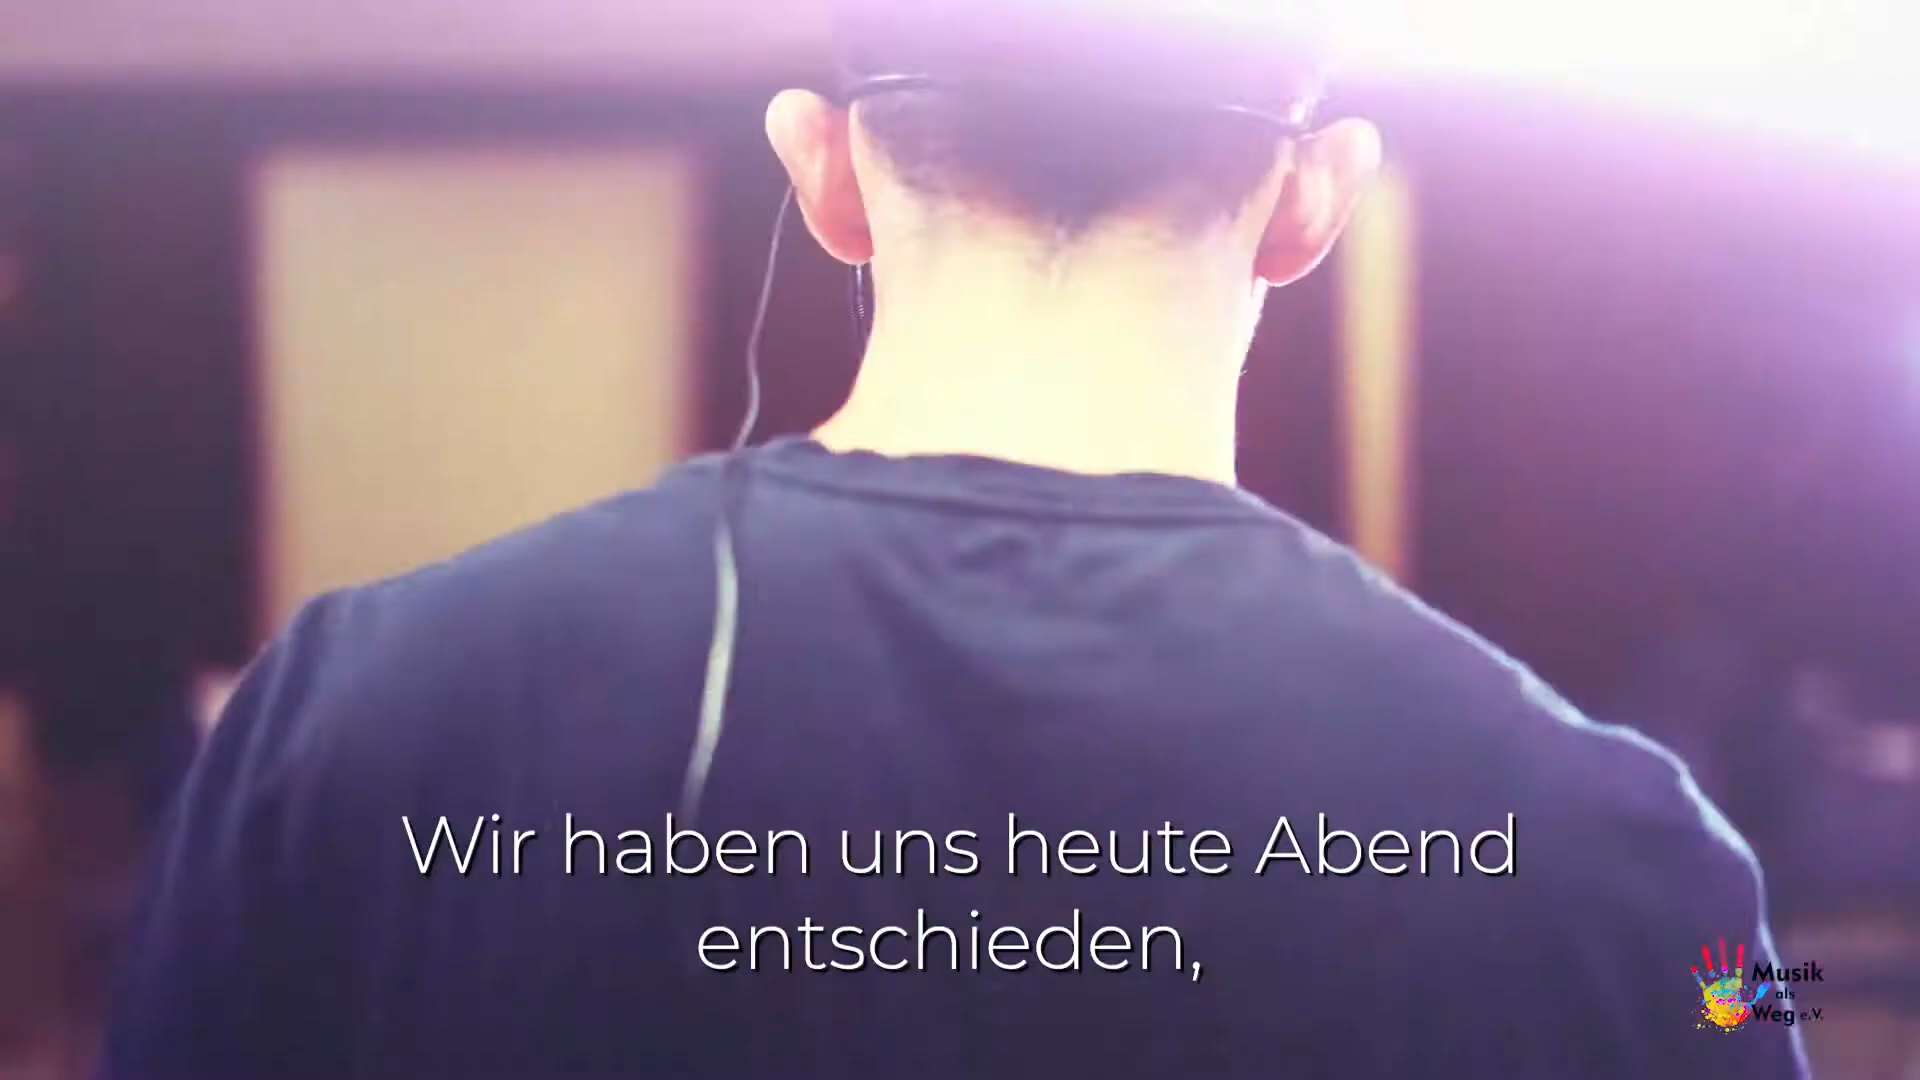 Wir haben uns heute Abend
entschieden,
Musik
als
Weg e.V.